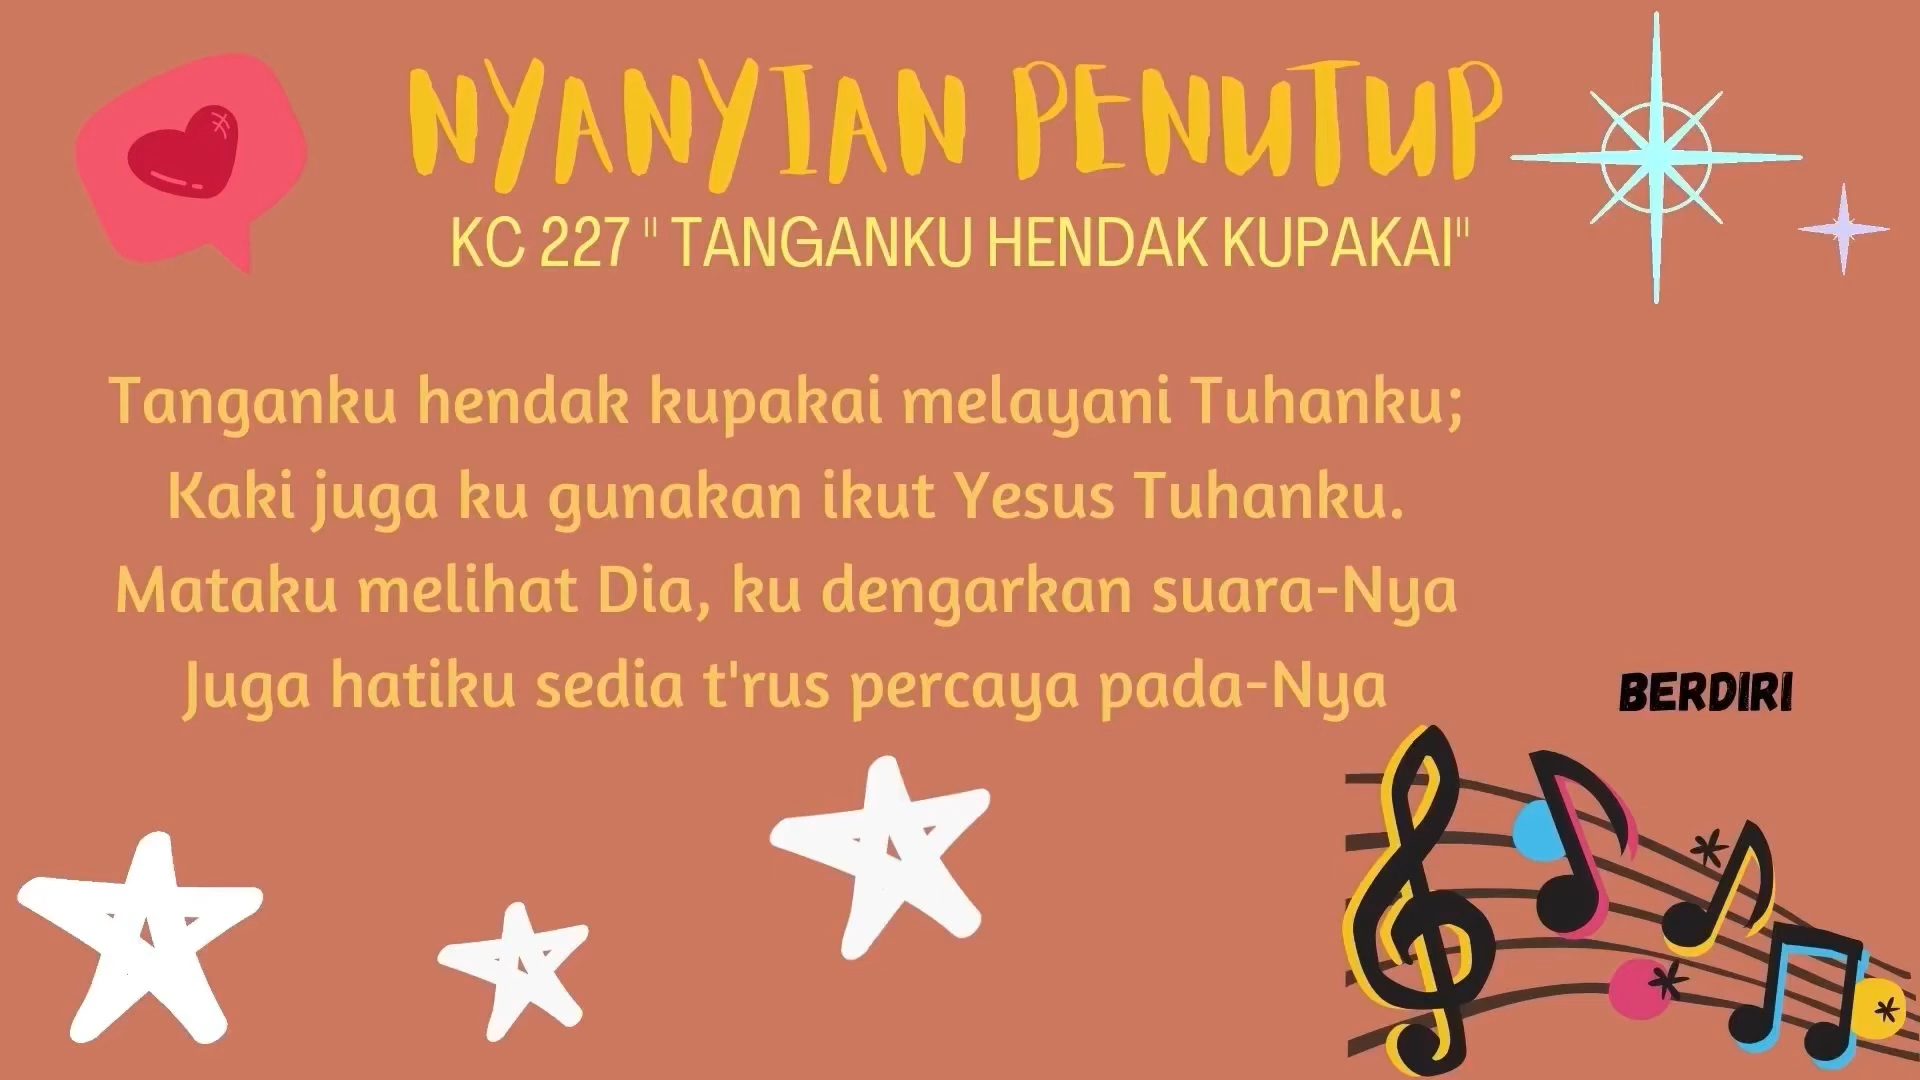 NYANYIAN PENUTUP
KC 227 " TANGANKU HENDAK KUPAKAI"
Tanganku hendak kupakai melayani Tuhanku;
Kaki juga ku gunakan ikut Yesus Tuhanku.
Mataku melihat Dia, ku dengarkan suara-Nya
Juga hatiku sedia t'rus percaya pada-Nya
BERDIRI